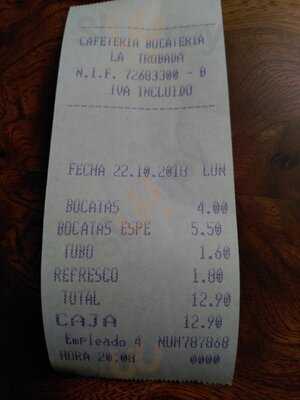 CAFETERIA BOCATERIA
LA TROBADA
N.I.F. 72683300 - B
IVA INCLUIDO
FECHA 22.10.2018 LUN
BOCATAS 4.00
BOCATAS ESPE 5.50
TUBO 1.60
REFRESCO 1.80
TOTAL 12.90
CAJA 12.90
Empleado 4 NUM787868
HORA 20:08 0000